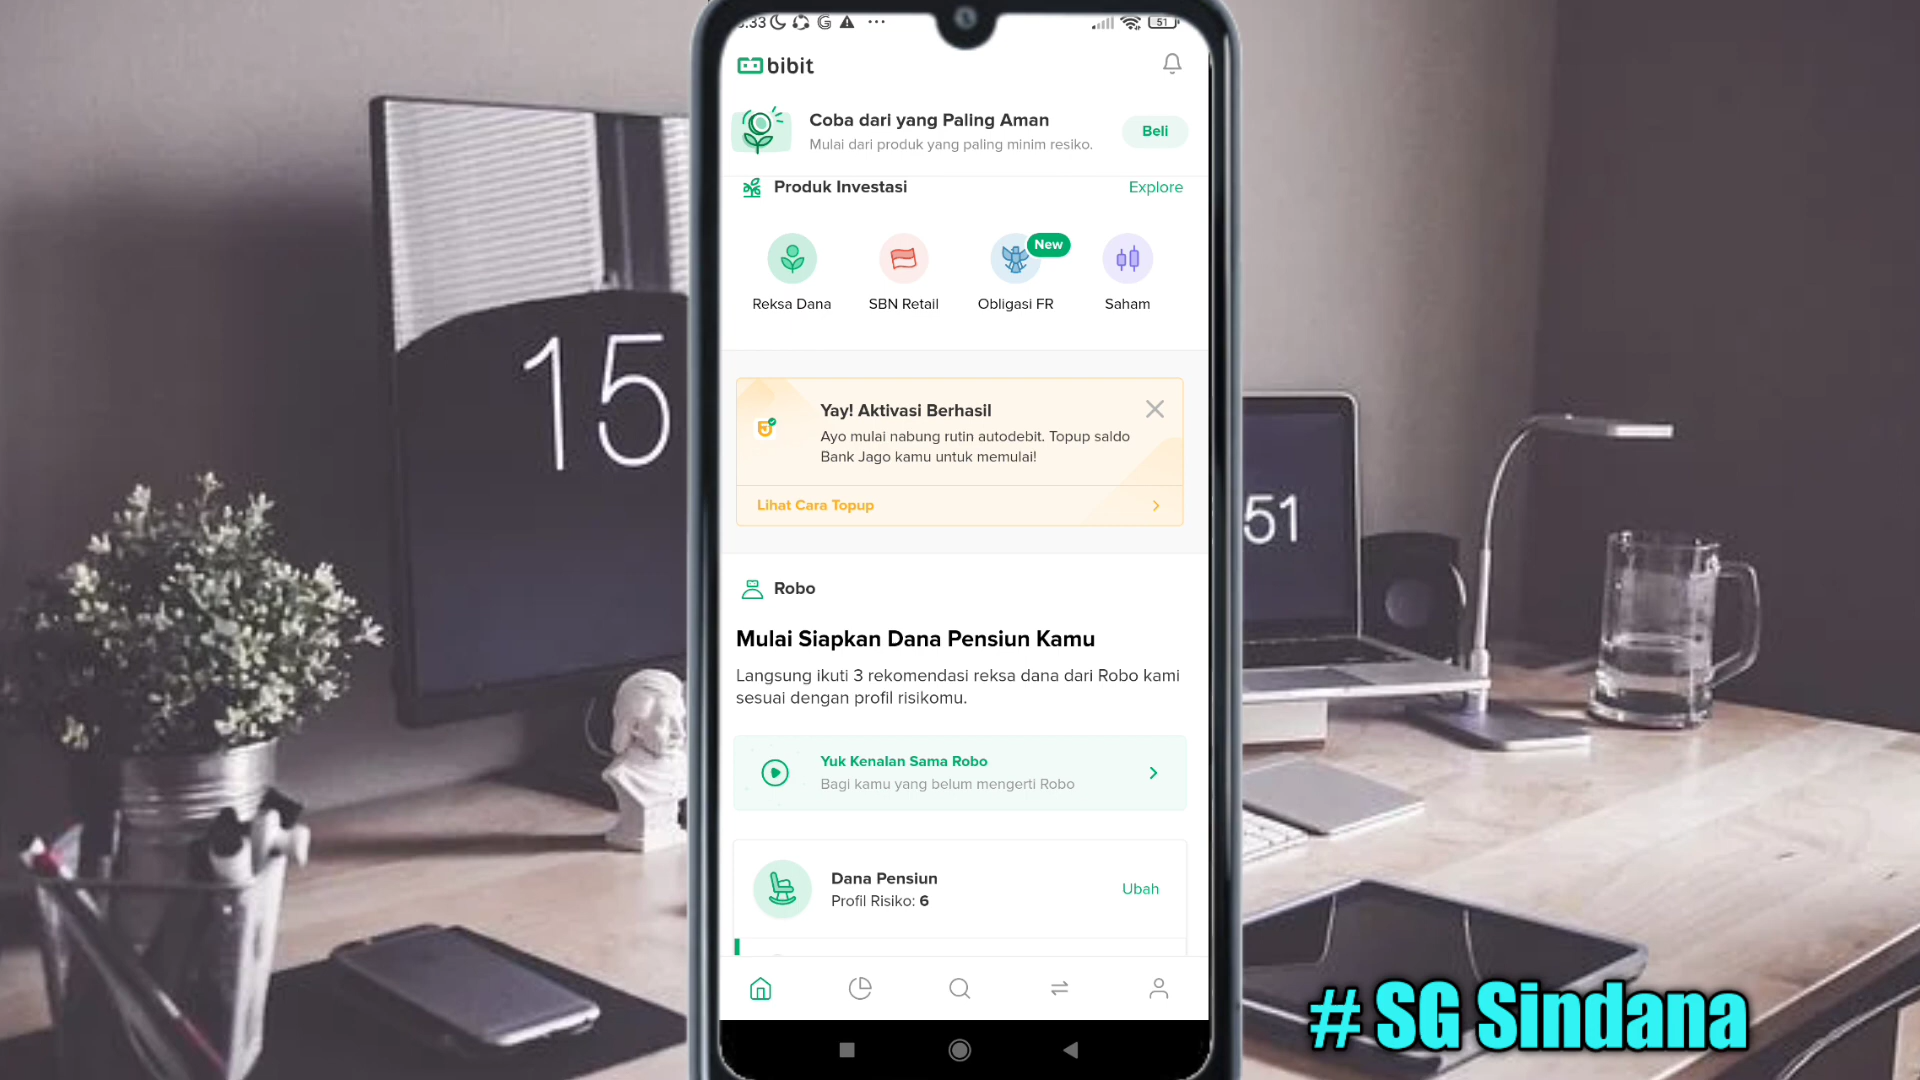 :33 G ...
51
bibit
Coba dari yang Paling Aman
Mulai dari produk yang paling minim resiko.
Beli
Produk Investasi
Explore
New
Reksa Dana
SBN Retail
Obligasi FR
Saham
Yay! Aktivasi Berhasil
Ayo mulai nabung rutin autodebit. Topup saldo
Bank Jago kamu untuk memulai!
Lihat Cara Topup
Robo
Mulai Siapkan Dana Pensiun Kamu
Langsung ikuti 3 rekomendasi reksa dana dari Robo kami
sesuai dengan profil risikomu.
Yuk Kenalan Sama Robo
Bagi kamu yang belum mengerti Robo
Dana Pensiun
Profil Risiko: 6
Ubah
15
51
# SG Sindana